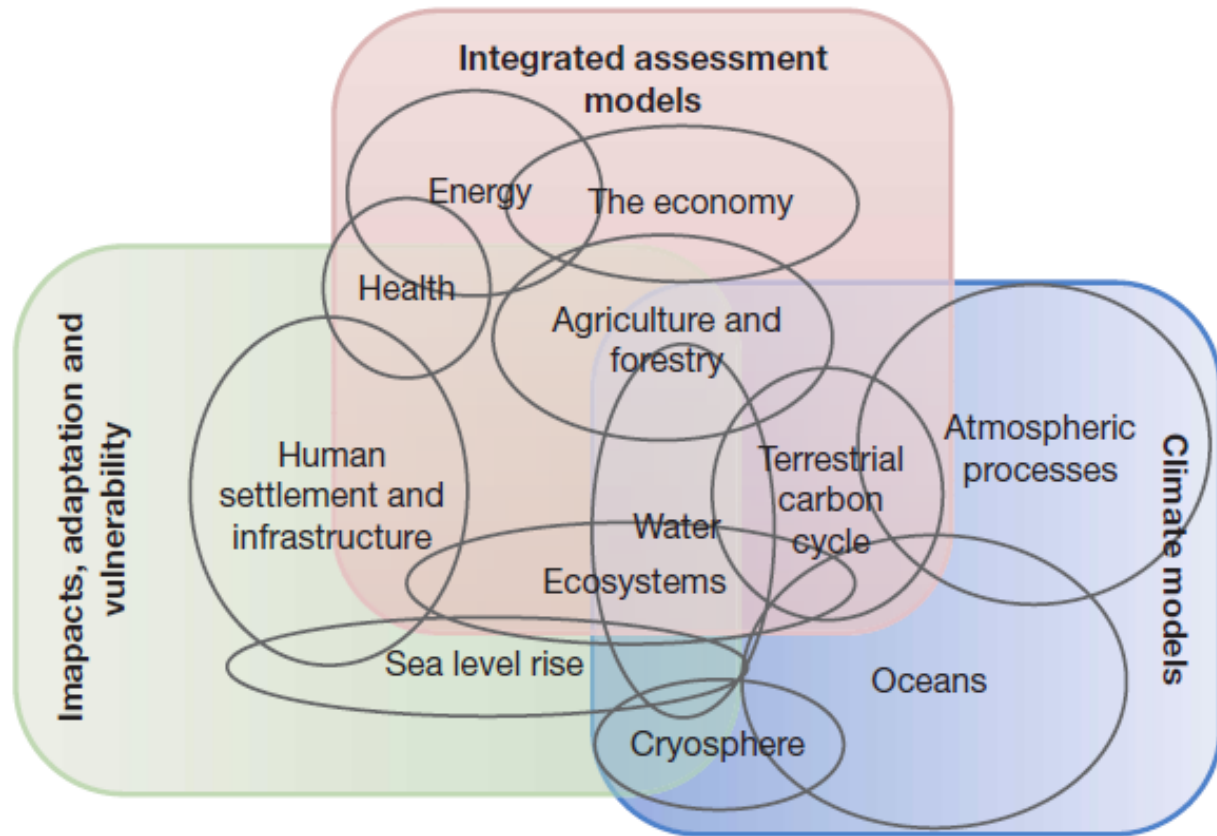 Integrated assessment
models
Energy
The economy
Health
Agriculture and
forestry
Imapacts, adaptation and
vulnerability
Human
settlement and
infrastructure
Water
Terrestrial
carbon
cycle
Atmospheric
processes
Climate models
Ecosystems
Sea level rise
Oceans
Cryosphere